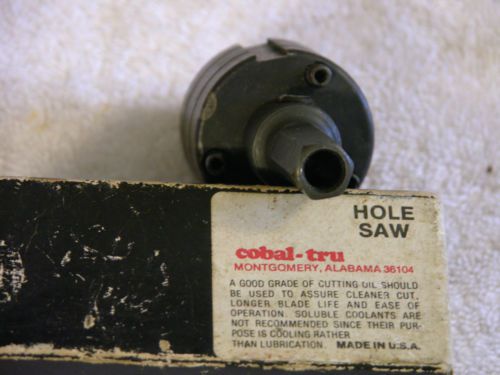 HOLE
SAW
cobal-tru
MONTGOMERY, ALABAMA 36104
A GOOD GRADE OF CUTTING OIL SHOULD
BE USED TO ASSURE CLEANER CUT,
LONGER BLADE LIFE AND EASE OF
OPERATION. SOLUBLE COOLANTS ARE
NOT RECOMMENDED SINCE THEIR PUR-
POSE IS COOLING RATHER
THAN LUBRICATION. MADE IN U.S.A.